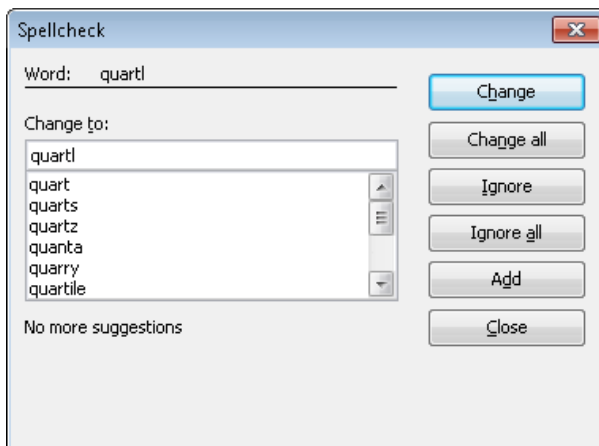 Spellcheck
Word: quartl
Change to:
quartl
quart
quarts
quartz
quanta
quarry
quartile
No more suggestions
Change
Change all
Ignore
Ignore all
Add
Close